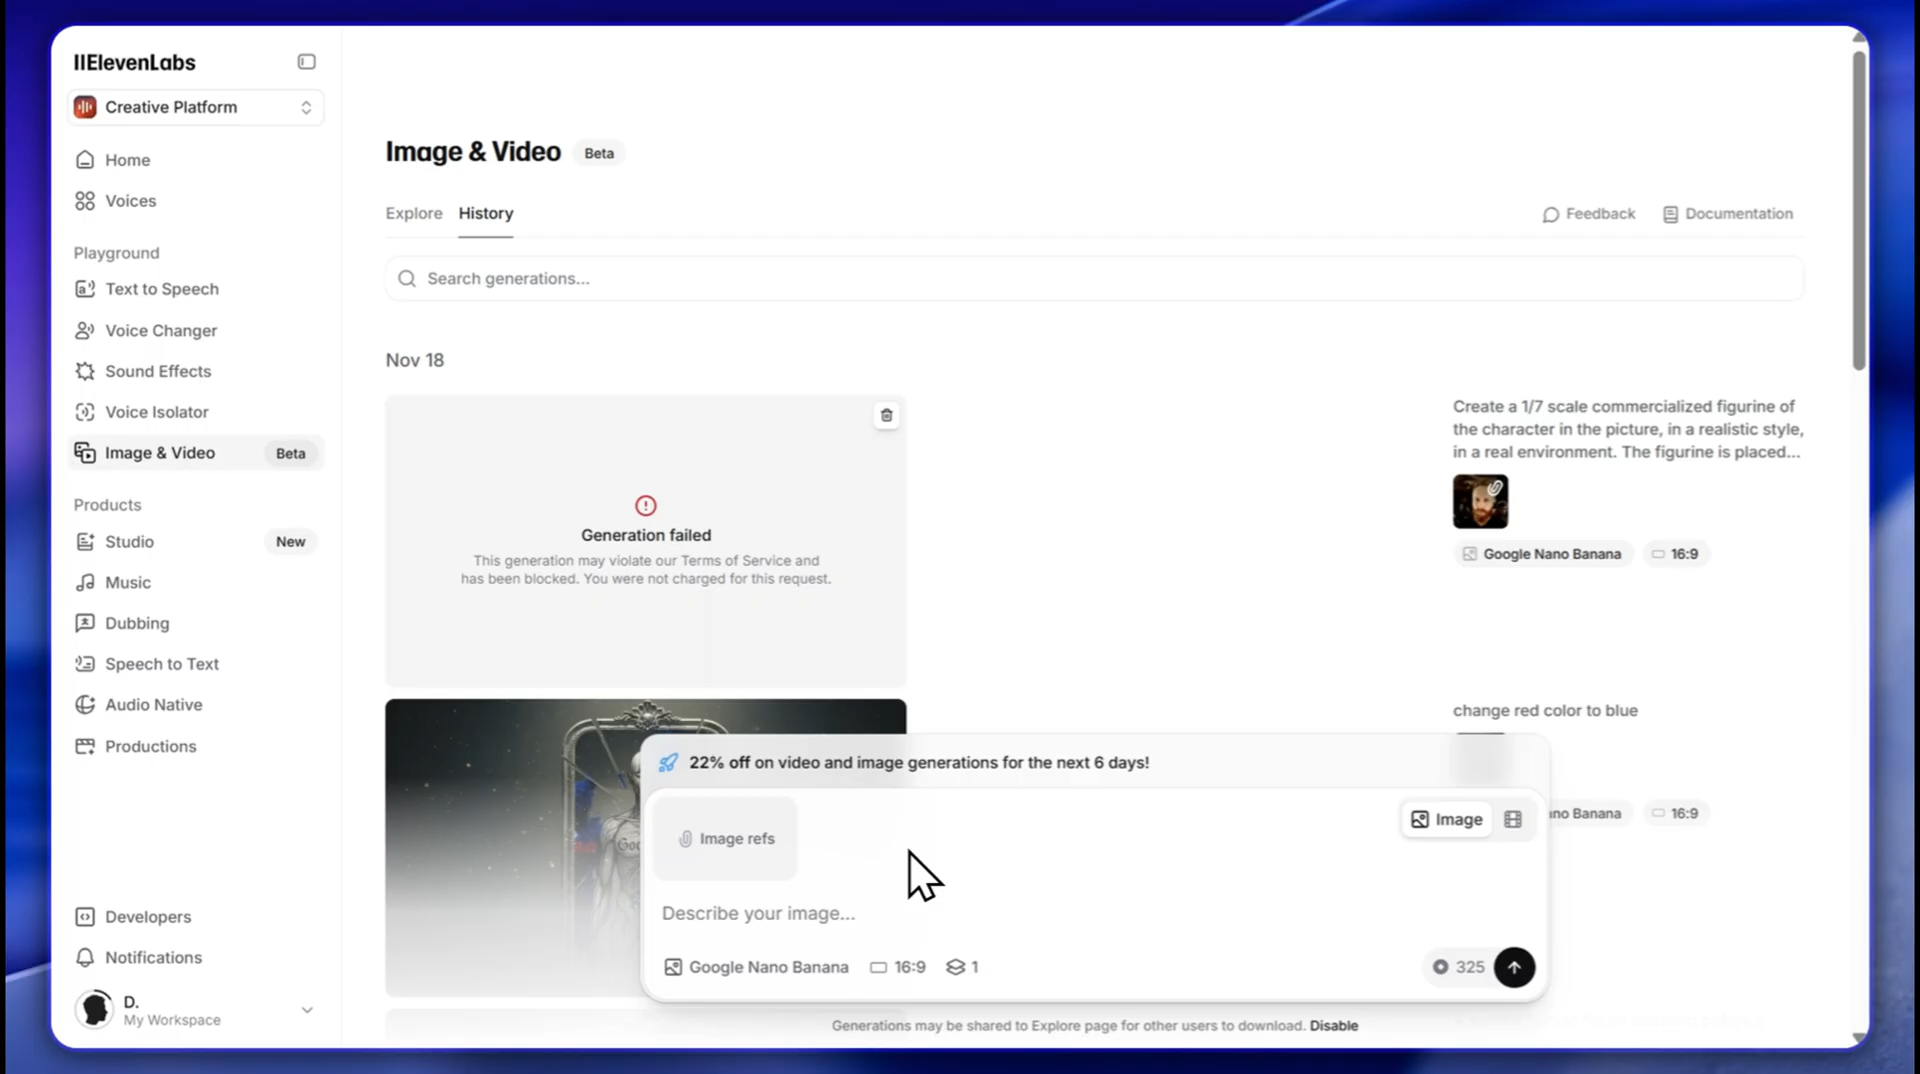 IIElevenLabs
Creative Platform
Home
Voices
Playground
Text to Speech
Voice Changer
Sound Effects
Voice Isolator
Image & Video
Beta
Products
Studio
New
Music
Dubbing
Speech to Text
Audio Native
Productions
Developers
Notifications
D.
My Workspace
Image & Video
Beta
Explore
History
Feedback
Documentation
Search generations...
Nov 18
Generation failed
This generation may violate our Terms of Service and
has been blocked. You were not charged for this request.
Create a 1/7 scale commercialized figurine of
the character in the picture, in a realistic style,
in a real environment. The figurine is placed...
Google Nano Banana
16:9
change red color to blue
Banana
16:9
22% off on video and image generations for the next 6 days!
Image refs
Image
Describe your image...
Google Nano Banana
16:9
1
325
Generations may be shared to Explore page for other users to download. Disable